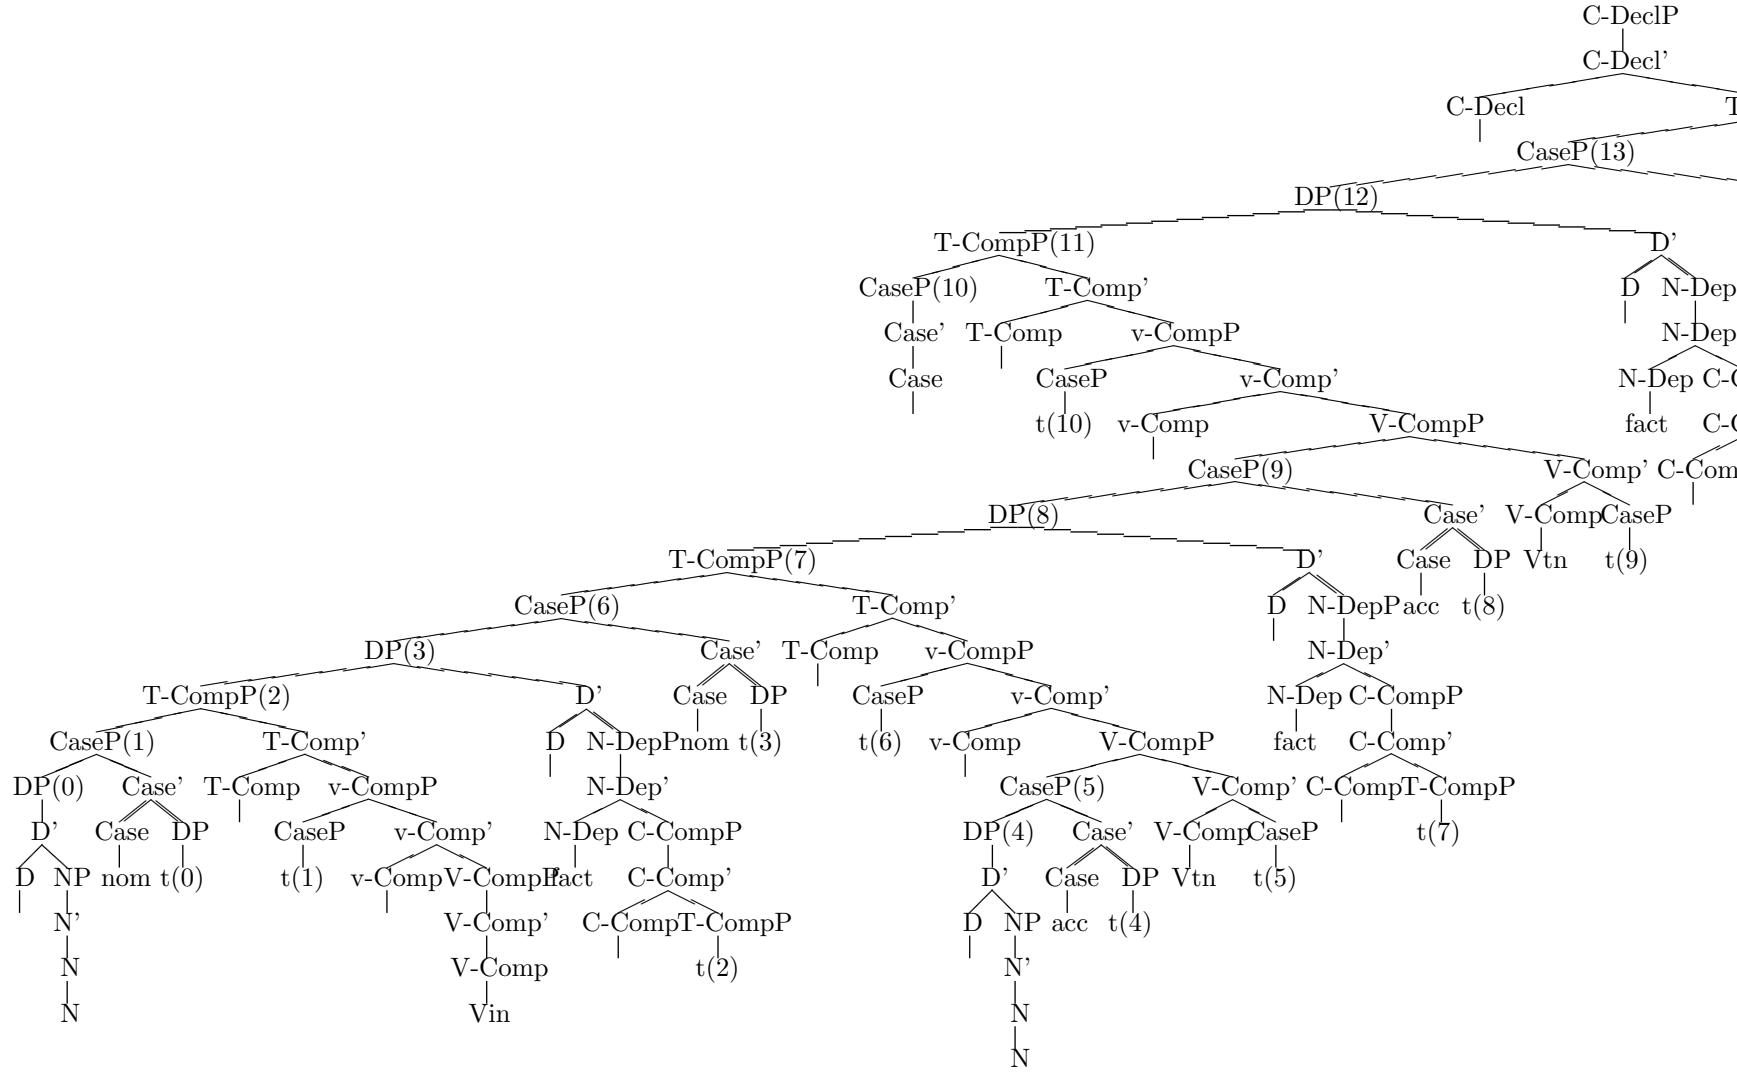 C-DeclP
C-Decl'
C-Decl T
CaseP(13)
DP(12)
T-CompP(11) D'
CaseP(10) T-Comp' D N-Dep
Case' T-Comp v-CompP N-Dep
Case CaseP v-Comp' N-Dep C-C
t(10) v-Comp V-CompP fact C-C
CaseP(9) V-Comp' C-Com
DP(8) Case' V-Comp CaseP
T-CompP(7) D' Case DP Vtn t(9)
CaseP(6) T-Comp' D N-DepP acc t(8)
DP(3) Case' T-Comp v-CompP N-Dep'
T-CompP(2) D' Case DP CaseP v-Comp' N-Dep C-CompP
CaseP(1) T-Comp' D N-DepP nom t(3) t(6) v-Comp V-CompP fact C-Comp'
DP(0) Case' T-Comp v-CompP N-Dep' CaseP(5) V-Comp' C-Comp T-CompP
D' Case DP CaseP v-Comp' N-Dep C-CompP DP(4) Case' V-Comp CaseP t(7)
D NP nom t(0) t(1) v-Comp V-CompP fact C-Comp' D' Case DP Vtn t(5)
N' V-Comp' C-Comp T-CompP D NP acc t(4)
N V-Comp t(2) N'
N Vin N
N